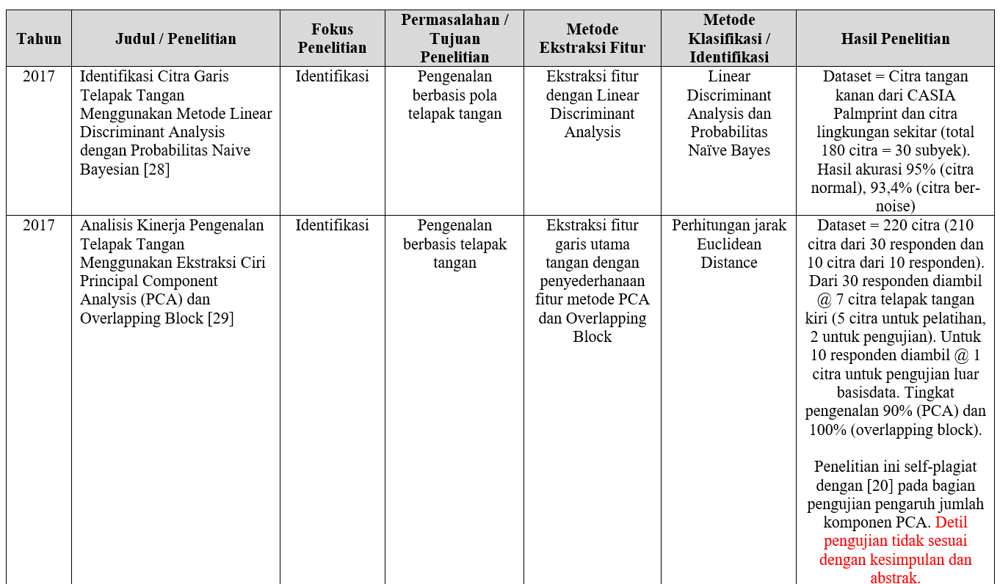 Tahun
Judul / Penelitian
Fokus
Penelitian
Permasalahan /
Tujuan
Penelitian
Metode
Ekstraksi Fitur
Metode
Klasifikasi /
Identifikasi
Hasil Penelitian
2017
Identifikasi Citra Garis
Telapak Tangan
Menggunakan Metode Linear
Discriminant Analysis
dengan Probabilitas Naive
Bayesian [28]
Identifikasi
Pengenalan
berbasis pola
telapak tangan
Ekstraksi fitur
dengan Linear
Discriminant
Analysis
Linear
Discriminant
Analysis dan
Probabilitas
Naïve Bayes
Dataset = Citra tangan
kanan dari CASIA
Palmprint dan citra
lingkungan sekitar (total
180 citra = 30 subyek).
Hasil akurasi 95% (citra
normal), 93,4% (citra ber-
noise)
2017
Analisis Kinerja Pengenalan
Telapak Tangan
Menggunakan Ekstraksi Ciri
Principal Component
Analysis (PCA) dan
Overlapping Block [29]
Identifikasi
Pengenalan
berbasis telapak
tangan
Ekstraksi fitur
garis utama
tangan dengan
penyederhanaan
fitur metode PCA
dan Overlapping
Block
Perhitungan jarak
Euclidean
Distance
Dataset = 220 citra (210
citra dari 30 responden dan
10 citra dari 10 responden).
Dari 30 responden diambil
@ 7 citra telapak tangan
kiri (5 citra untuk pelatihan,
2 untuk pengujian). Untuk
10 responden diambil @ 1
citra untuk pengujian luar
basisdata. Tingkat
pengenalan 90% (PCA) dan
100% (overlapping block).
Penelitian ini self-plagiat
dengan [20] pada bagian
pengujian pengaruh jumlah
komponen PCA. Detil
pengujian tidak sesuai
dengan kesimpulan dan
abstrak.